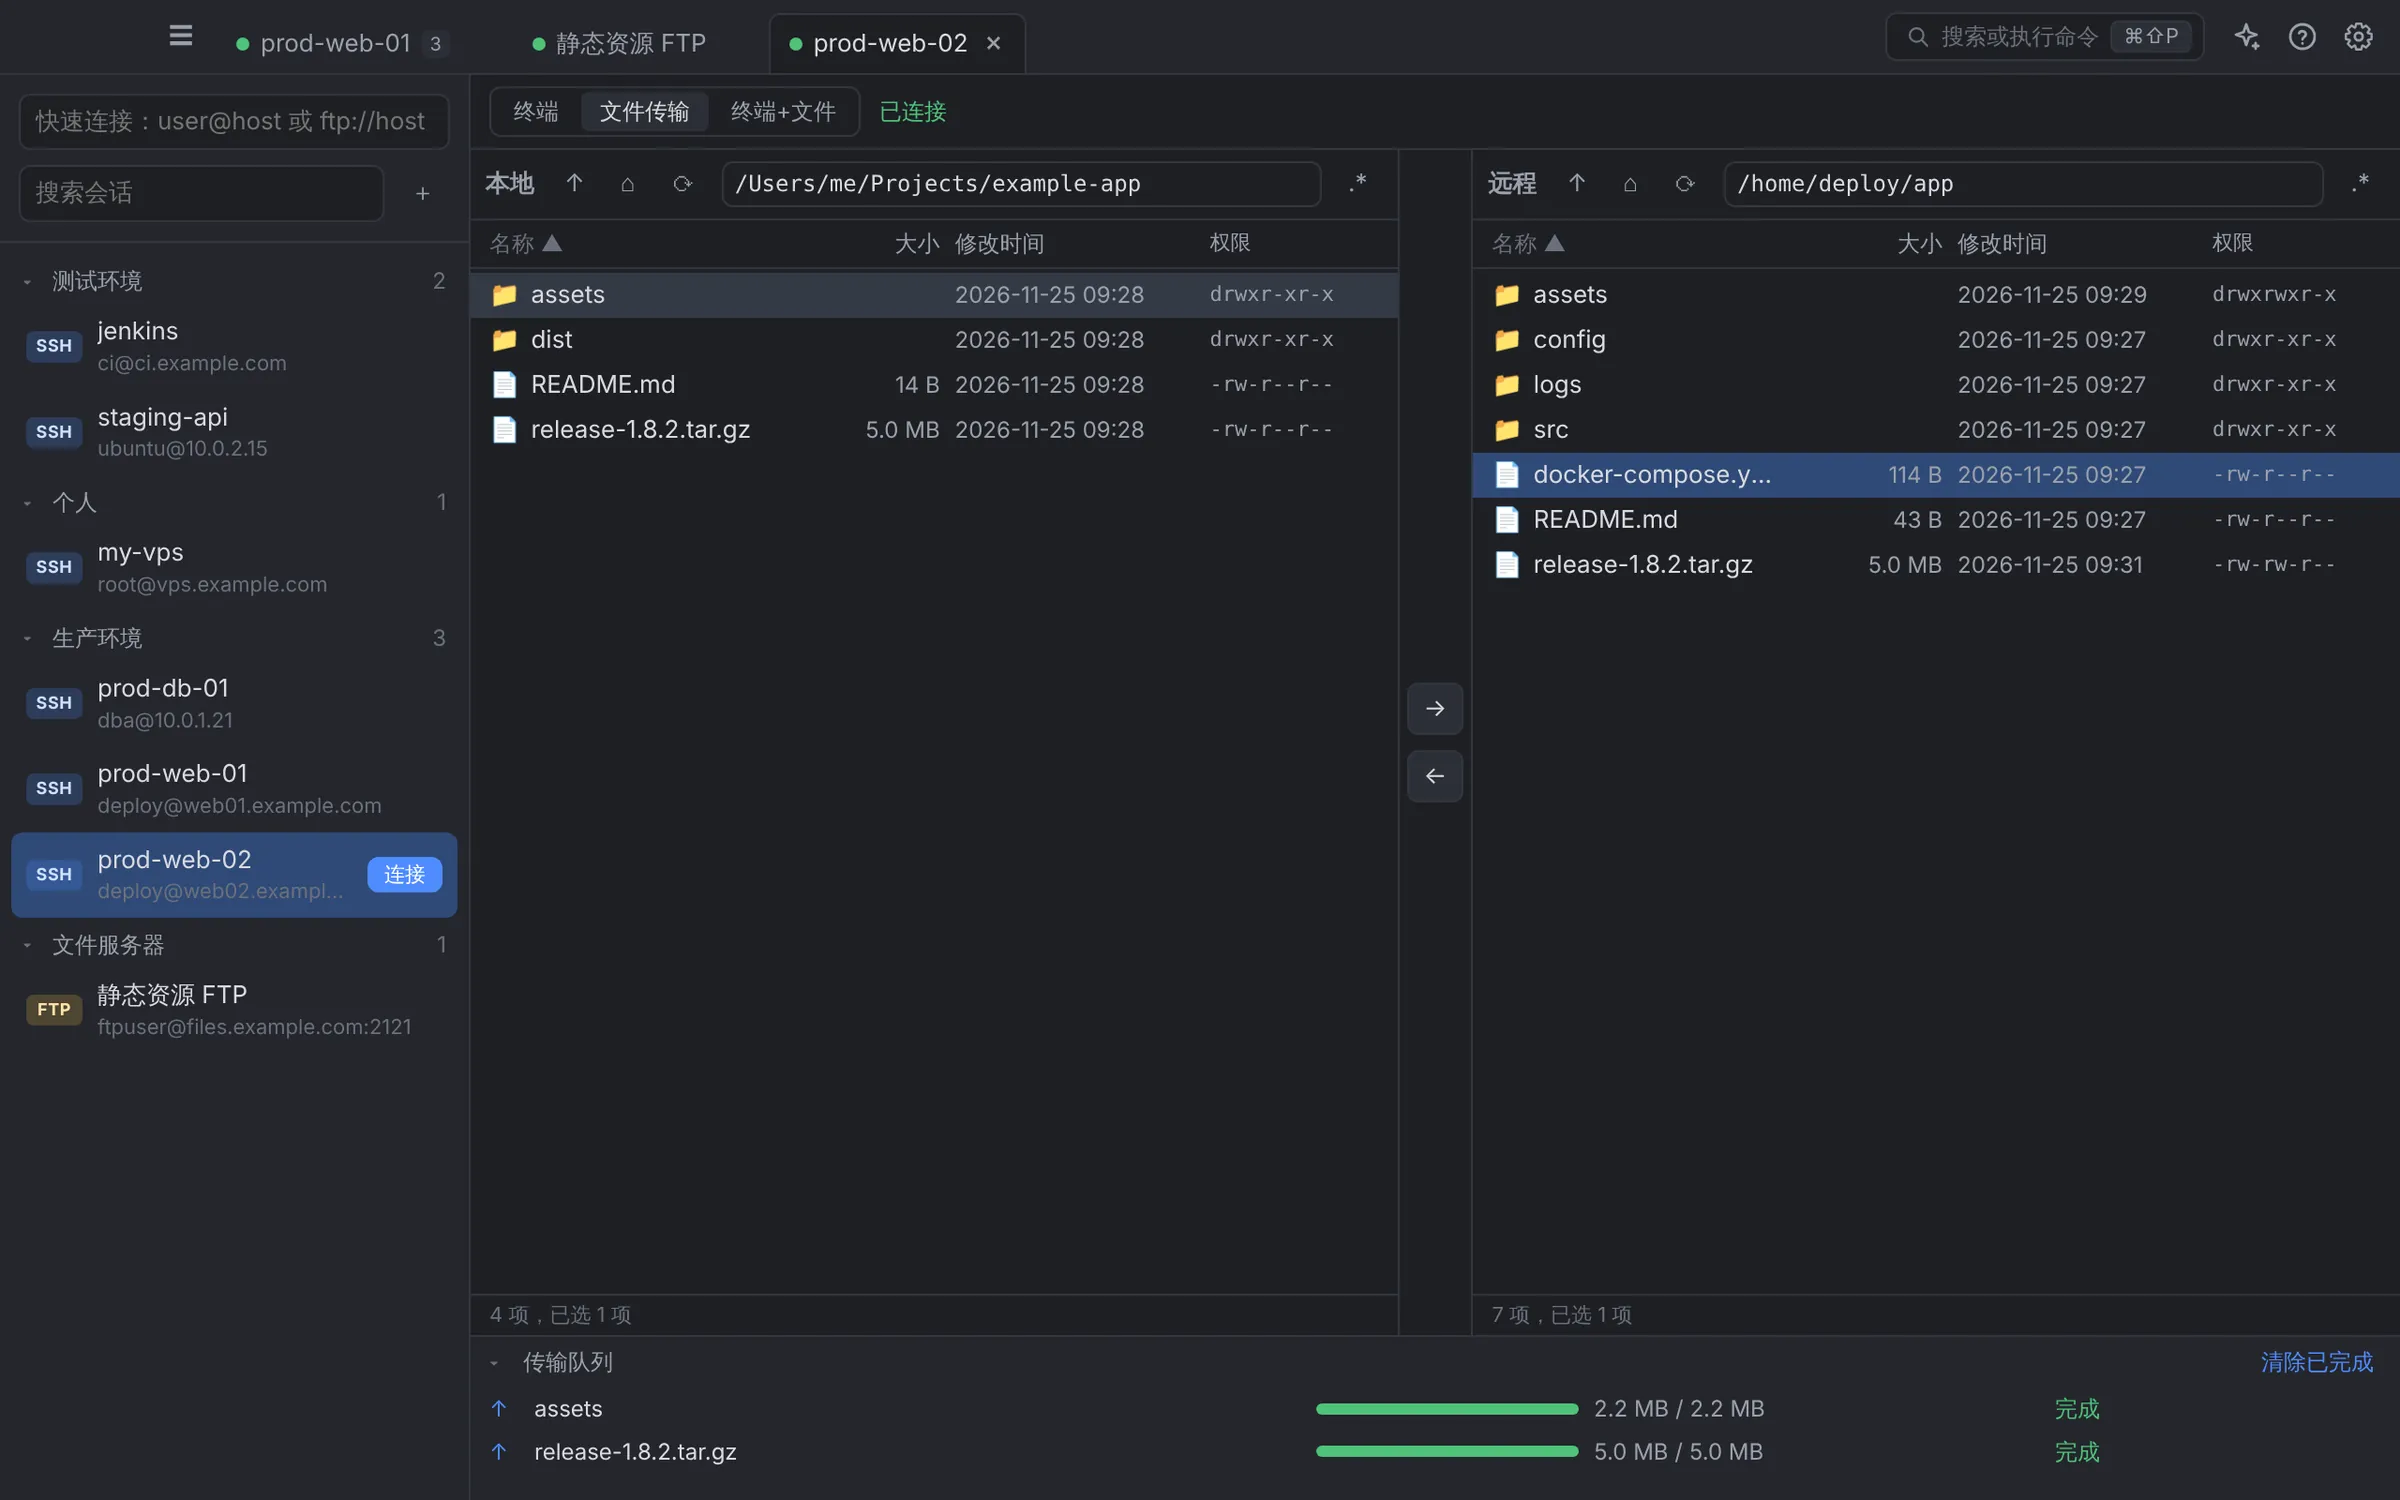 prod-web-01 3
静态资源 FTP
prod-web-02 ×
搜索或执行命令 ⌘⇧P
快速连接：user@host 或 ftp://host
搜索会话 +
测试环境 2
SSH jenkins
ci@ci.example.com
SSH staging-api
ubuntu@10.0.2.15
个人 1
SSH my-vps
root@vps.example.com
生产环境 3
SSH prod-db-01
dba@10.0.1.21
SSH prod-web-01
deploy@web01.example.com
SSH prod-web-02 连接
deploy@web02.exampl...
文件服务器 1
FTP 静态资源 FTP
ftpuser@files.example.com:2121
终端 文件传输 终端+文件 已连接
本地 /Users/me/Projects/example-app .*
名称 ▲ 大小 修改时间 权限
assets 2026-11-25 09:28 drwxr-xr-x
dist 2026-11-25 09:28 drwxr-xr-x
README.md 14 B 2026-11-25 09:28 -rw-r--r--
release-1.8.2.tar.gz 5.0 MB 2026-11-25 09:28 -rw-r--r--
4 项，已选 1 项
远程 /home/deploy/app .*
名称 ▲ 大小 修改时间 权限
assets 2026-11-25 09:29 drwxrwxr-x
config 2026-11-25 09:27 drwxr-xr-x
logs 2026-11-25 09:27 drwxr-xr-x
src 2026-11-25 09:27 drwxr-xr-x
docker-compose.y... 114 B 2026-11-25 09:27 -rw-r--r--
README.md 43 B 2026-11-25 09:27 -rw-r--r--
release-1.8.2.tar.gz 5.0 MB 2026-11-25 09:31 -rw-rw-r--
7 项，已选 1 项
传输队列 清除已完成
↑ assets 2.2 MB / 2.2 MB 完成
↑ release-1.8.2.tar.gz 5.0 MB / 5.0 MB 完成